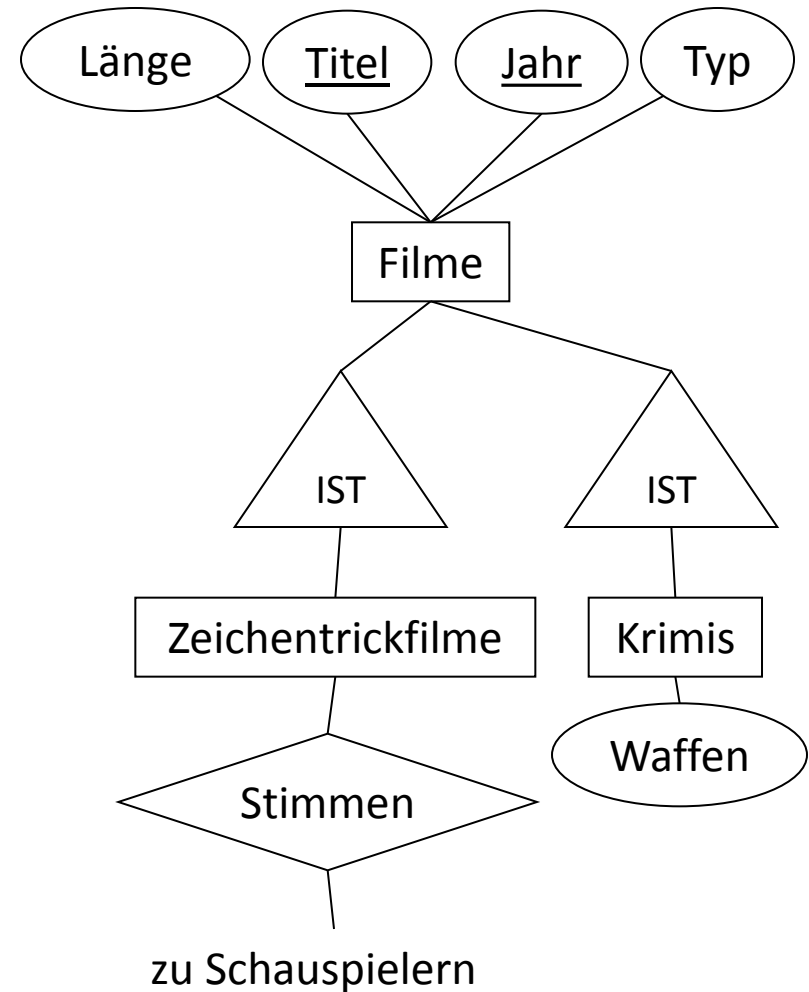 Länge Titel Jahr Typ
Filme
IST IST
Zeichentrickfilme Krimis
Waffen
Stimmen
zu Schauspielern